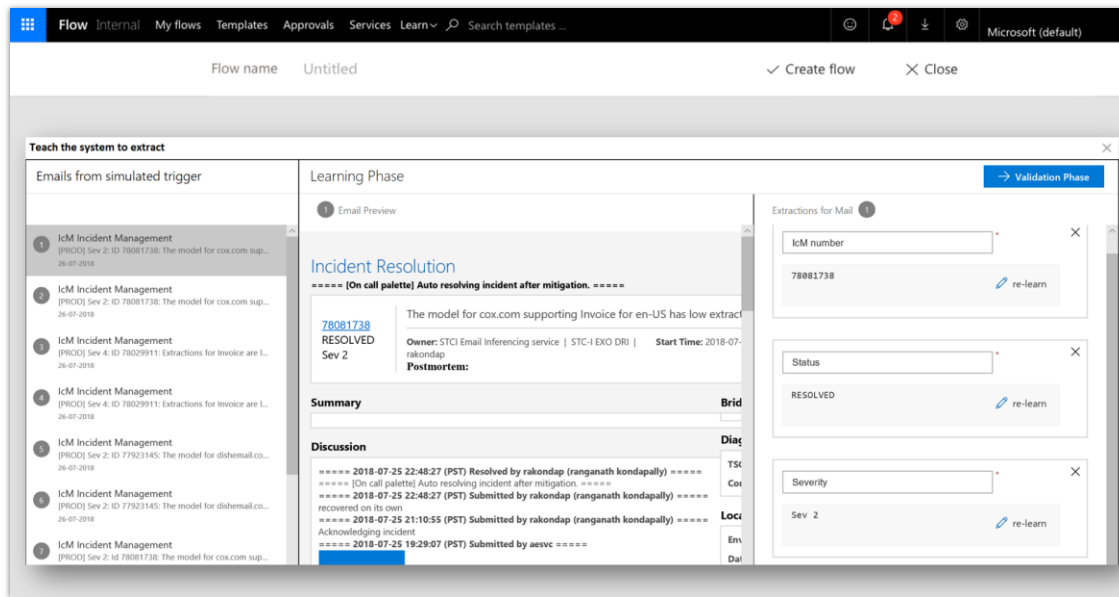 Flow Internal My flows Templates Approvals Services Learn Search templates ... 2 Microsoft (default)
Flow name Untitled Create flow Close
Teach the system to extract
Emails from simulated trigger
Learning Phase
Validation Phase
1 Email Preview
Extractions for Mail 1
1 IcM Incident Management
[PROD] Sev 2: ID 78081738: The model for cox.com sup...
26-07-2018
2 IcM Incident Management
[PROD] Sev 2: ID 78081738: The model for cox.com sup...
26-07-2018
3 IcM Incident Management
[PROD] Sev 4: ID 78029911: Extractions for Invoice are l...
26-07-2018
4 IcM Incident Management
[PROD] Sev 4: ID 78029911: Extractions for Invoice are l...
26-07-2018
5 IcM Incident Management
[PROD] Sev 2: ID 77923145: The model for dishemail.co...
26-07-2018
6 IcM Incident Management
[PROD] Sev 2: ID 77923145: The model for dishemail.co...
26-07-2018
7 IcM Incident Management
[PROD] Sev 2: Id 78081738: The model for cox.com sup...
Incident Resolution
===== [On call palette] Auto resolving incident after mitigation. =====
78081738
RESOLVED
Sev 2
The model for cox.com supporting Invoice for en-US has low extract
Owner: STCI Email Inferencing service | STC-I EXO DRI |
rakondap
Start Time: 2018-07-
Postmortem:
Summary
Brid
Discussion
Diag
===== 2018-07-25 22:48:27 (PST) Resolved by rakondap (ranganath kondapally) =====
===== [On call palette] Auto resolving incident after mitigation. =====
===== 2018-07-25 22:48:27 (PST) Submitted by rakondap (ranganath kondapally) =====
recovered on its own
===== 2018-07-25 21:10:55 (PST) Submitted by rakondap (ranganath kondapally) =====
Acknowledging incident
===== 2018-07-25 19:29:07 (PST) Submitted by aesvc =====
TSG
Cor
Loca
Env
Dat
IcM number *
78081738
re-learn
Status *
RESOLVED
re-learn
Severity *
Sev 2
re-learn